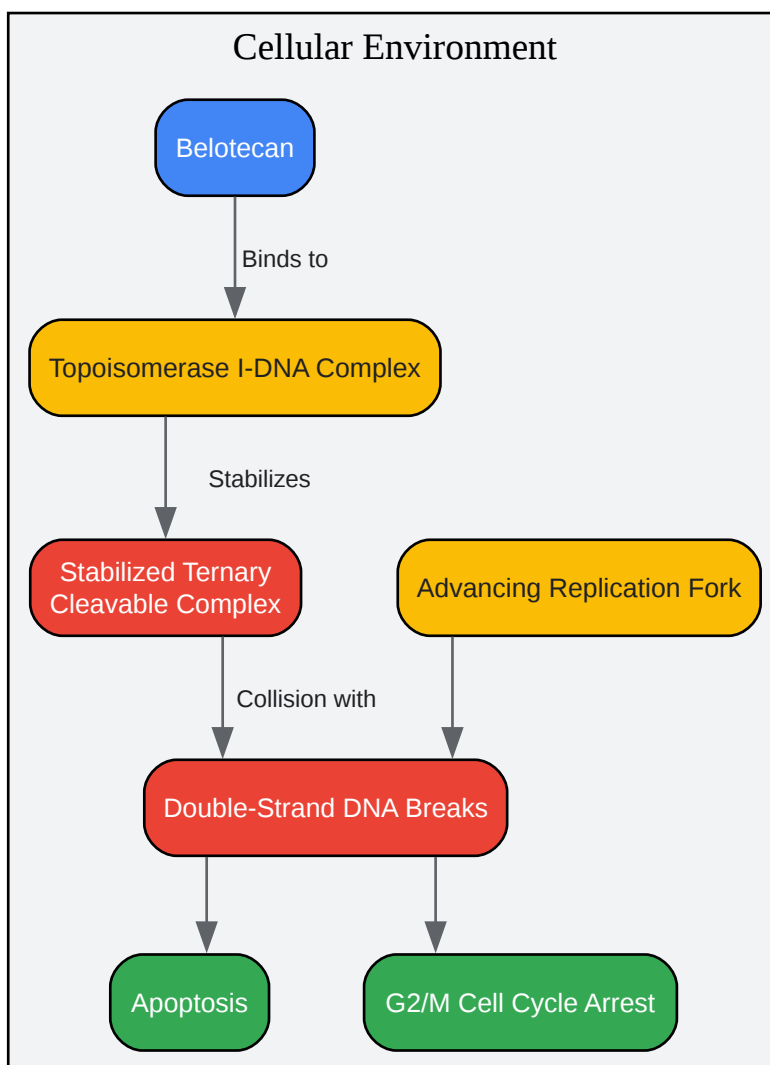 Cellular Environment
Belotecan
Binds to
Topoisomerase I-DNA Complex
Stabilizes
Stabilized Ternary
Cleavable Complex
Advancing Replication Fork
Collision with
Double-Strand DNA Breaks
Apoptosis
G2/M Cell Cycle Arrest